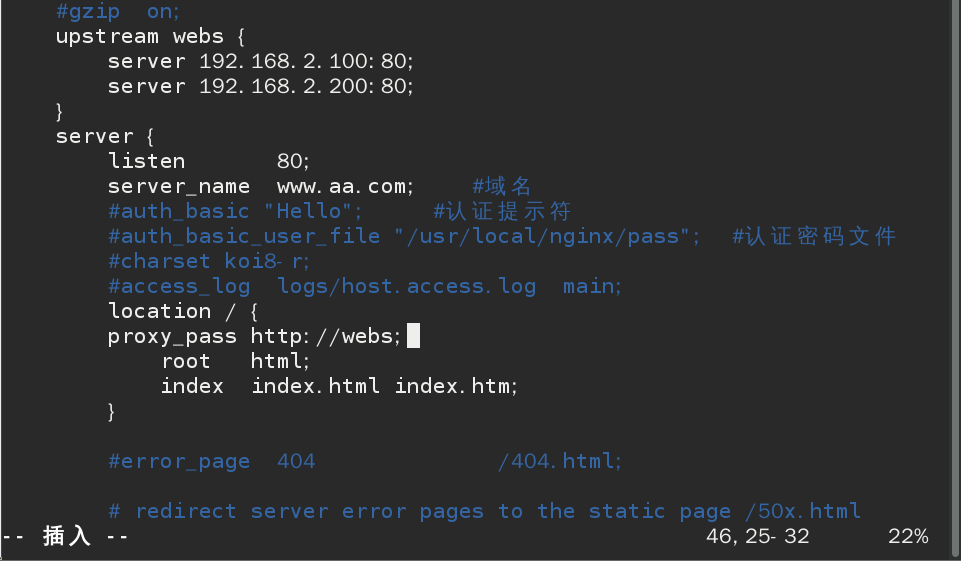 #gzip  on;
upstream webs {
server 192.168.2.100:80;
server 192.168.2.200:80;
}
server {
listen       80;
server_name  www.aa.com;    #域名
#auth_basic "Hello";     #认证提示符
#auth_basic_user_file "/usr/local/nginx/pass";  #认证密码文件
#charset koi8-r;
#access_log  logs/host.access.log  main;
location / {
proxy_pass http://webs;
root   html;
index  index.html index.htm;
}
#error_page  404              /404.html;
# redirect server error pages to the static page /50x.html
-- 插入 --                    46,25-32      22%